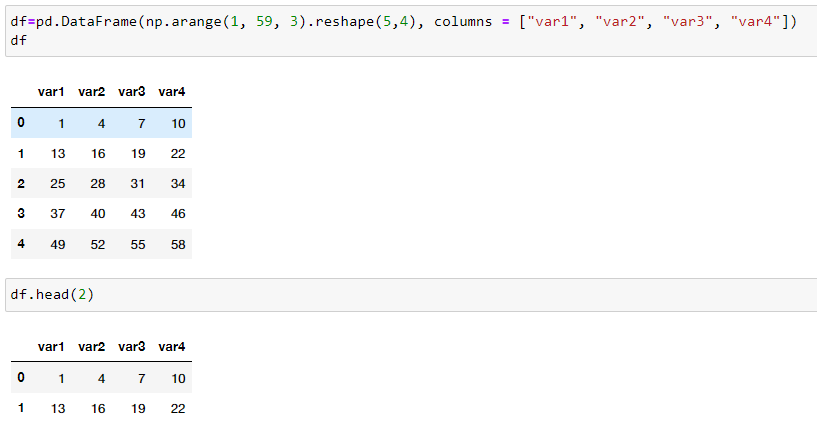 df=pd.DataFrame(np.arange(1, 59, 3).reshape(5,4), columns = ["var1", "var2", "var3", "var4"])
df
var1 var2 var3 var4
0 1 4 7 10
1 13 16 19 22
2 25 28 31 34
3 37 40 43 46
4 49 52 55 58
df.head(2)
var1 var2 var3 var4
0 1 4 7 10
1 13 16 19 22